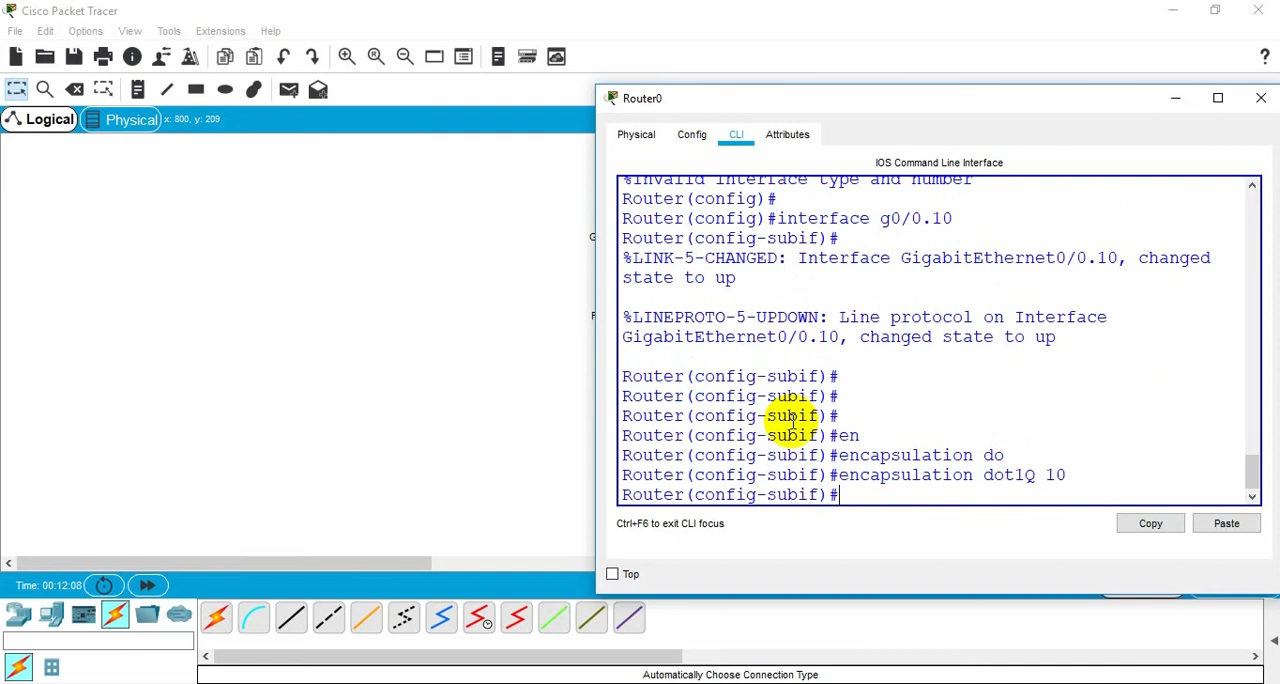 Cisco Packet Tracer
File Edit Options View Tools Extensions Help
?
Logical Physical x: 800, y: 209
Router0
Physical Config CLI Attributes
IOS Command Line Interface
%Invalid interface type and number
Router(config)#
Router(config)#interface g0/0.10
Router(config-subif)#
%LINK-5-CHANGED: Interface GigabitEthernet0/0.10, changed
state to up
%LINEPROTO-5-UPDOWN: Line protocol on Interface
GigabitEthernet0/0.10, changed state to up
Router(config-subif)#
Router(config-subif)#
Router(config-subif)#
Router(config-subif)#en
Router(config-subif)#encapsulation do
Router(config-subif)#encapsulation dot1Q 10
Router(config-subif)#
Ctrl+F6 to exit CLI focus
Copy Paste
Top
Time: 00:12:08
Automatically Choose Connection Type